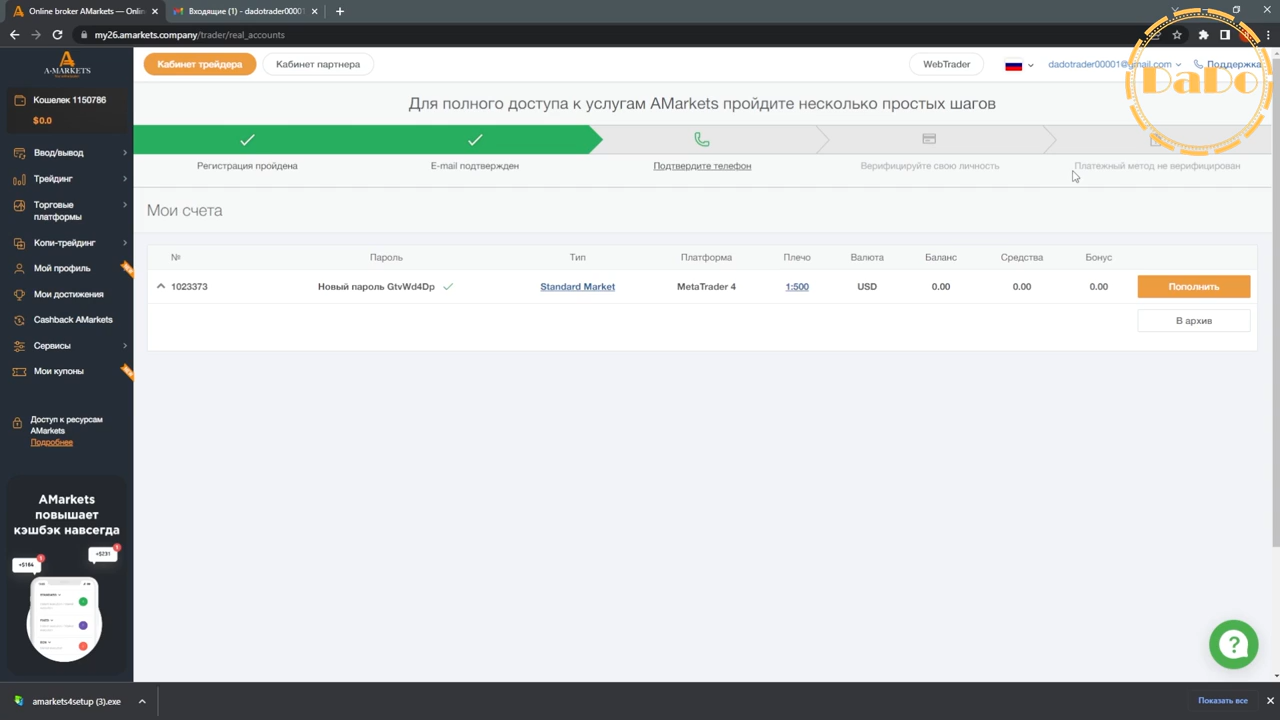 Online broker AMarkets - Онлайн
Входящие (1) - dadotrader00001
my26.amarkets.company/trader/real_accounts
A-MARKETS
Кабинет трейдера
Кабинет партнера
WebTrader
dadotrader00001@gmail.com
Поддержка
DaDo
Кошелек 1150786
$0.0
Для полного доступа к услугам AMarkets пройдите несколько простых шагов
Регистрация пройдена
E-mail подтвержден
Подтвердите телефон
Верифицируйте свою личность
Платежный метод не верифицирован
Ввод/вывод
Трейдинг
Торговые
платформы
Копи-трейдинг
Мой профиль
Мои достижения
Cashback AMarkets
Сервисы
Мои купоны
Доступ к ресурсам
AMarkets
Подробнее
AMarkets
повышает
кэшбэк навсегда
+$184
+$231
Мои счета
№ Пароль Тип Платформа Плечо Валюта Баланс Средства Бонус
1023373 Новый пароль GtvWd4Dp Standard Market MetaTrader 4 1:500 USD 0.00 0.00 0.00 Пополнить
В архив
amarkets4setup (3).exe
Показать все